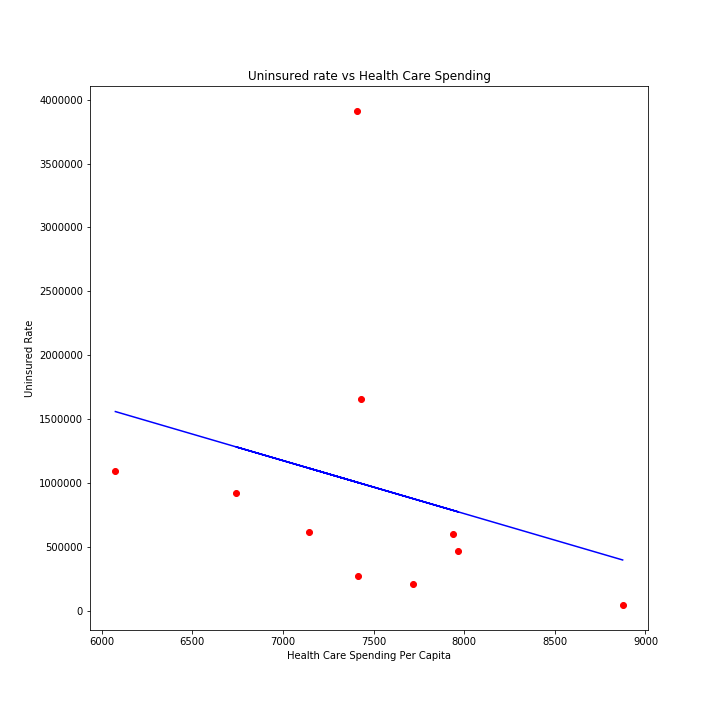 Uninsured rate vs Health Care Spending
4000000
3500000
3000000
2500000
2000000
1500000
1000000
500000
0
Uninsured Rate
6000 6500 7000 7500 8000 8500 9000
Health Care Spending Per Capita